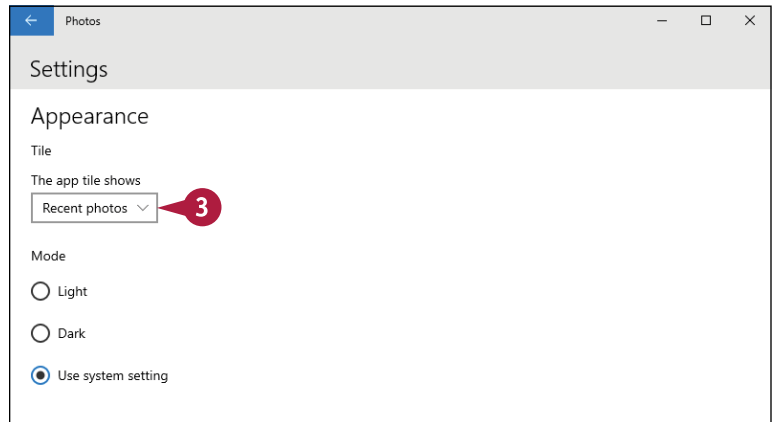 Photos
Settings
Appearance
Tile
The app tile shows
Recent photos
3
Mode
Light
Dark
Use system setting